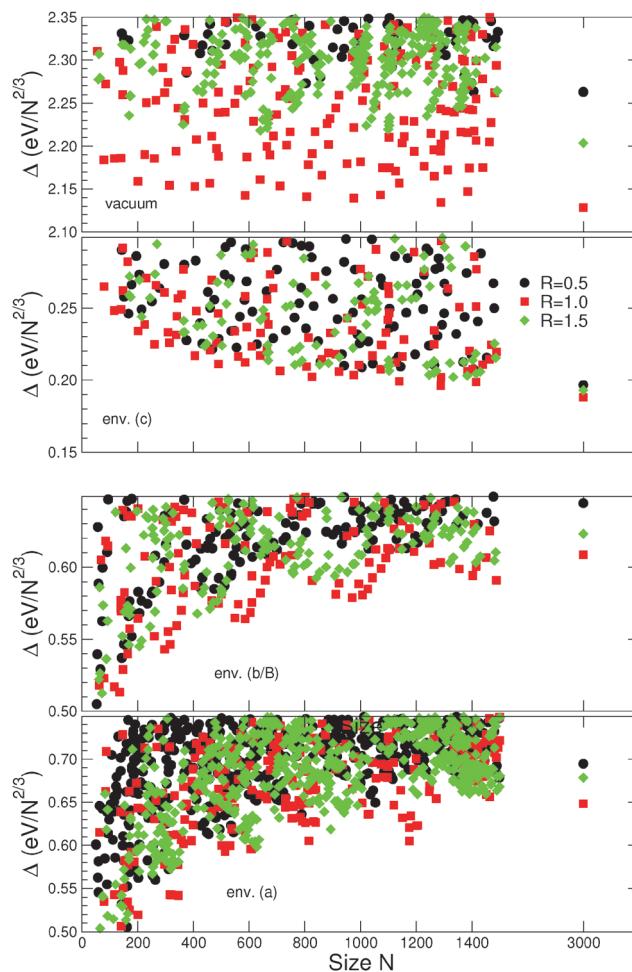 2.35
2.30
2.25
2.20
2.15
2.10
Δ (eV/N^2/3)
vacuum
0.25
0.20
0.15
Δ (eV/N^2/3)
env. (c)
R=0.5
R=1.0
R=1.5
0.60
0.55
0.50
Δ (eV/N^2/3)
env. (b/B)
Size
0.70
0.65
0.60
0.55
0.50
Δ (eV/N^2/3)
env. (a)
0 200 400 600 800 1000 1200 1400 3000
Size N